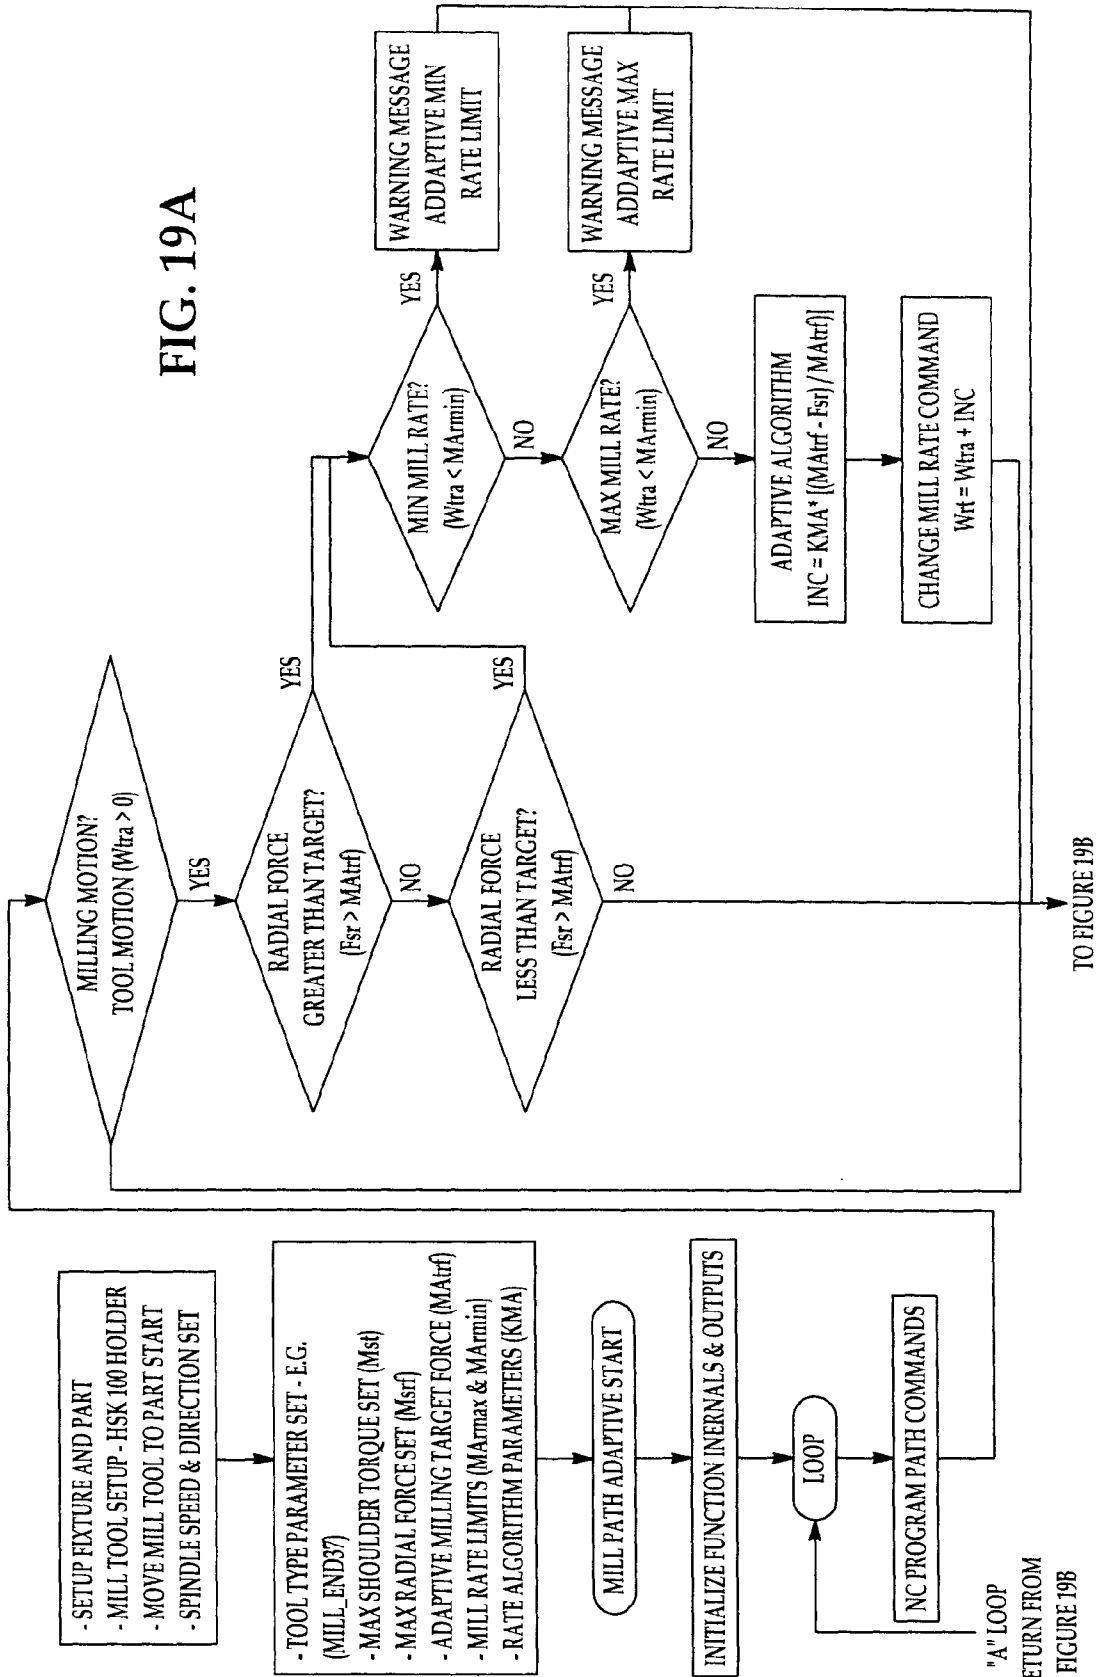 FIG. 19A
- SETUP FIXTURE AND PART
- MILL TOOL SETUP - HSK 100 HOLDER
- MOVE MILL TOOL TO PART START
- SPINDLE SPEED & DIRECTION SET
- TOOL TYPE PARAMETER SET - E.G.
(MILL_END37)
- MAX SHOULDER TORQUE SET (Mst)
- MAX RADIAL FORCE SET (Msrf)
- ADAPTIVE MILLING TARGET FORCE (MAtrf)
- MILL RATE LIMITS (MArmax & MArmin)
- RATE ALGORITHM PARAMETERS (KMA)
MILL PATH ADAPTIVE START
INITIALIZE FUNCTION INERNALS & OUTPUTS
LOOP
NC PROGRAM PATH COMMANDS
"A" LOOP
ETURN FROM
FIGURE 19B
MILLING MOTION?
TOOL MOTION (Wtra > 0)
YES
RADIAL FORCE
GREATER THAN TARGET?
(Fsr > MAtrf)
YES
NO
RADIAL FORCE
LESS THAN TARGET?
(Fsr > MAtrf)
YES
NO
TO FIGURE 19B
MIN MILL RATE?
(Wtra < MArmin)
YES
NO
WARNING MESSAGE
ADDAPTIVE MIN
RATE LIMIT
MAX MILL RATE?
(Wtra < MArmin)
YES
NO
WARNING MESSAGE
ADDAPTIVE MAX
RATE LIMIT
ADAPTIVE ALGORITHM
INC = KMA* [(MAtrf - Fsr) / MAtrf)]
CHANGE MILL RATE COMMAND
Wrt = Wtra + INC